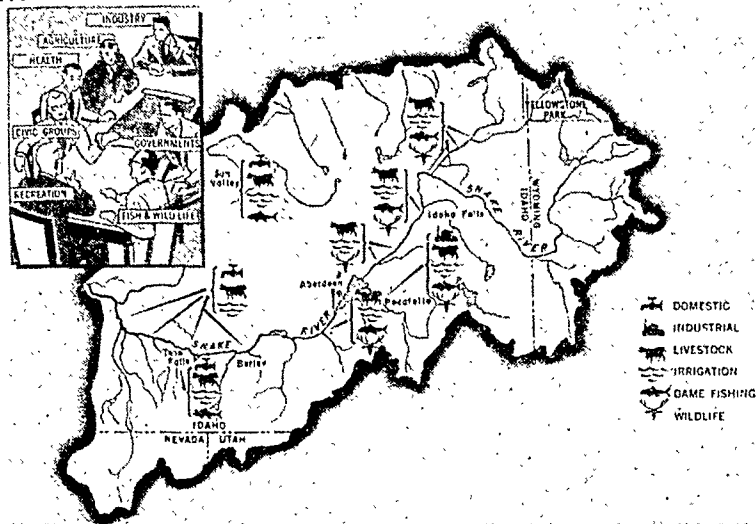 INDUSTRY
AGRICULTURE
HEALTH
CIVIC GROUPS
GOVERNMENTS
RECREATION
FISH & WILDLIFE
YELLOWSTONE
PARK
Sun
Valley
SNAKE
RIVER
WYOMING
IDAHO
Idaho Falls
Aberdeen
Pocatello
SNAKE
RIVER
Twin
Falls
Burley
IDAHO
NEVADA UTAH
DOMESTIC
INDUSTRIAL
LIVESTOCK
IRRIGATION
GAME FISHING
WILDLIFE